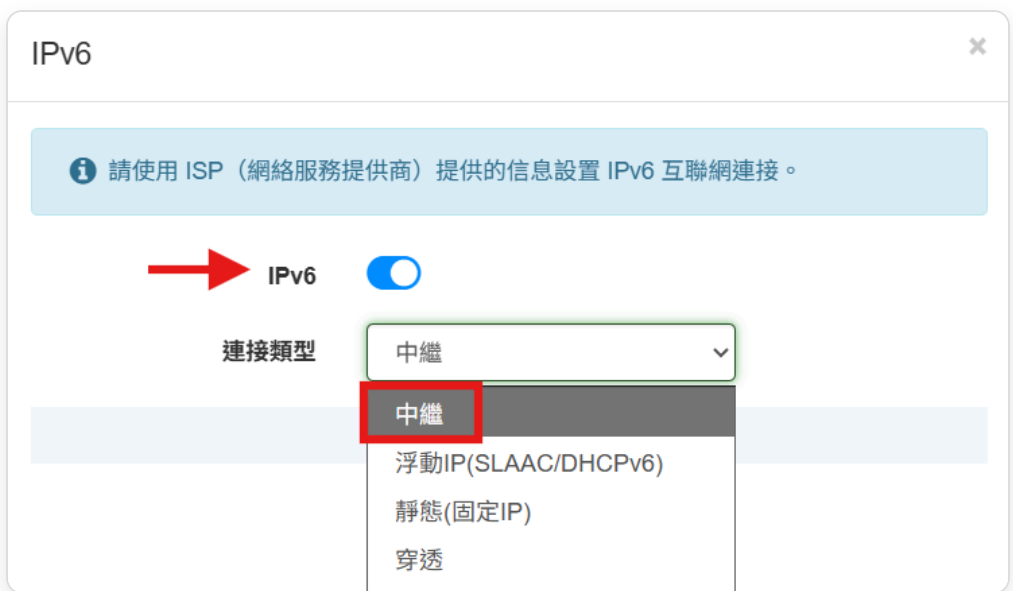 IPv6
×
請使用 ISP（網絡服務提供商）提供的信息設置 IPv6 互聯網連接。
IPv6
連接類型
中繼
中繼
浮動IP(SLAAC/DHCPv6)
靜態(固定IP)
穿透